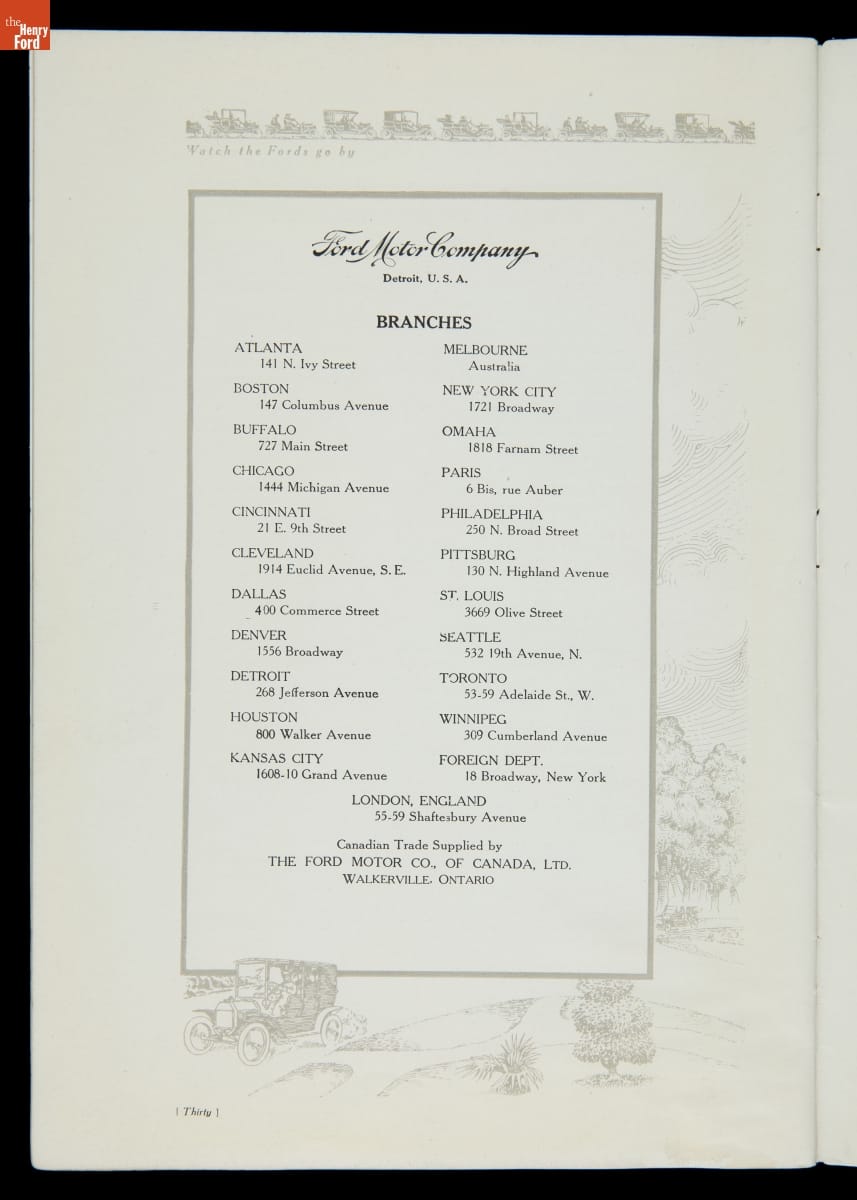 the
Henry
Ford
Watch the Fords go by
Ford Motor Company
Detroit, U. S. A.
BRANCHES
ATLANTA
141 N. Ivy Street
BOSTON
147 Columbus Avenue
BUFFALO
727 Main Street
CHICAGO
1444 Michigan Avenue
CINCINNATI
21 E. 9th Street
CLEVELAND
1914 Euclid Avenue, S. E.
DALLAS
400 Commerce Street
DENVER
1556 Broadway
DETROIT
268 Jefferson Avenue
HOUSTON
800 Walker Avenue
KANSAS CITY
1608-10 Grand Avenue
MELBOURNE
Australia
NEW YORK CITY
1721 Broadway
OMAHA
1818 Farnam Street
PARIS
6 Bis, rue Auber
PHILADELPHIA
250 N. Broad Street
PITTSBURG
130 N. Highland Avenue
ST. LOUIS
3669 Olive Street
SEATTLE
532 19th Avenue, N.
TORONTO
53-59 Adelaide St., W.
WINNIPEG
309 Cumberland Avenue
FOREIGN DEPT.
18 Broadway, New York
LONDON, ENGLAND
55-59 Shaftesbury Avenue
Canadian Trade Supplied by
THE FORD MOTOR CO., OF CANADA, LTD.
WALKERVILLE, ONTARIO
[ Thirty ]